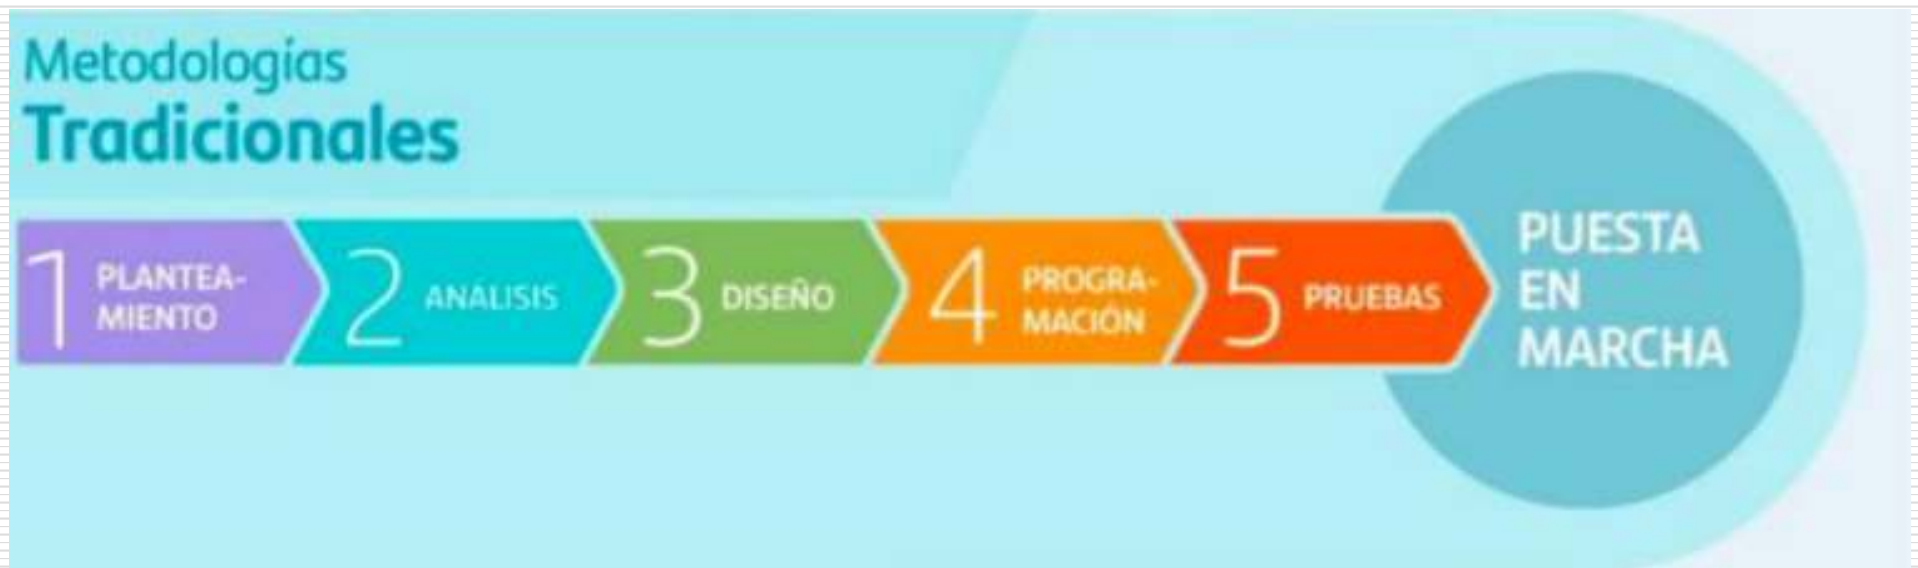 Metodologías
Tradicionales
1 PLANTEA-
MIENTO
2 ANÁLISIS
3 DISEÑO
4 PROGRA-
MACIÓN
5 PRUEBAS
PUESTA
EN
MARCHA